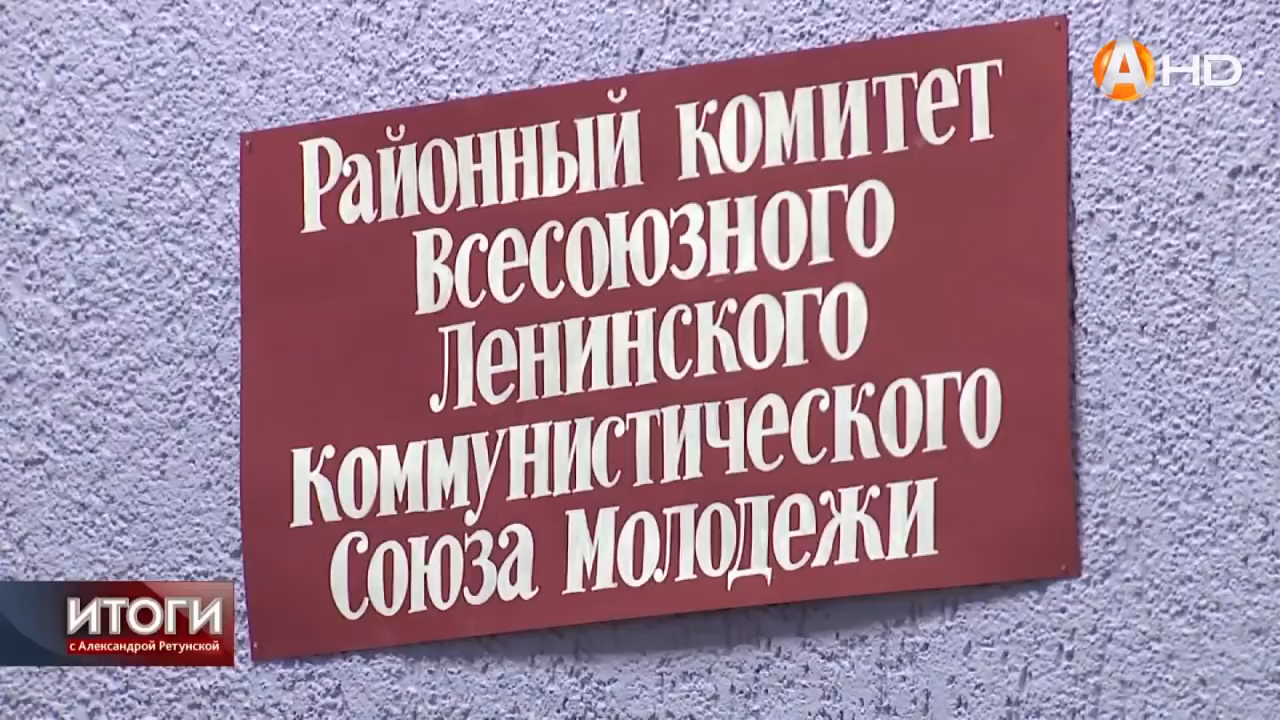 А HD
Районный комитет
Всесоюзного
Ленинского
коммунистического
Союза молодежи
ИТОГИ
с Александрой Ретунской